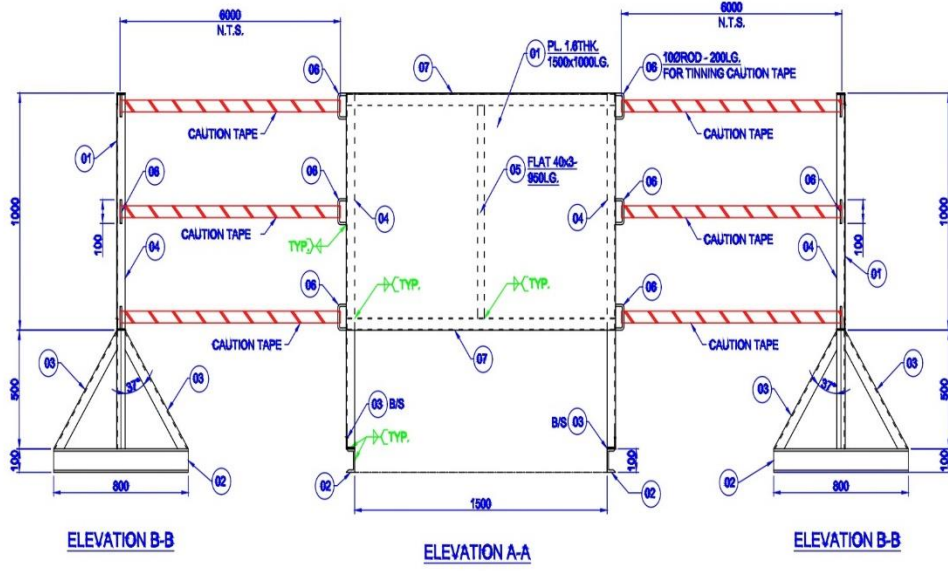 6000
N.T.S.
6000
N.T.S.
06
07
01
PL. 1.6THK.
1500x1000LG.
06
10ØROD - 200LG.
FOR TINNING CAUTION TAPE
CAUTION TAPE
CAUTION TAPE
01
06
06
05
FLAT 40x3-
950LG.
06
06
1000
1000
100
CAUTION TAPE
04
04
CAUTION TAPE
100
04
TYP.
04
01
06
TYP.
TYP.
06
CAUTION TAPE
07
CAUTION TAPE
03
37°
03
03
37°
03
500
500
03 B/S
B/S 03
TYP.
100
100
100
02
02
02
02
800
1500
800
ELEVATION B-B
ELEVATION A-A
ELEVATION B-B